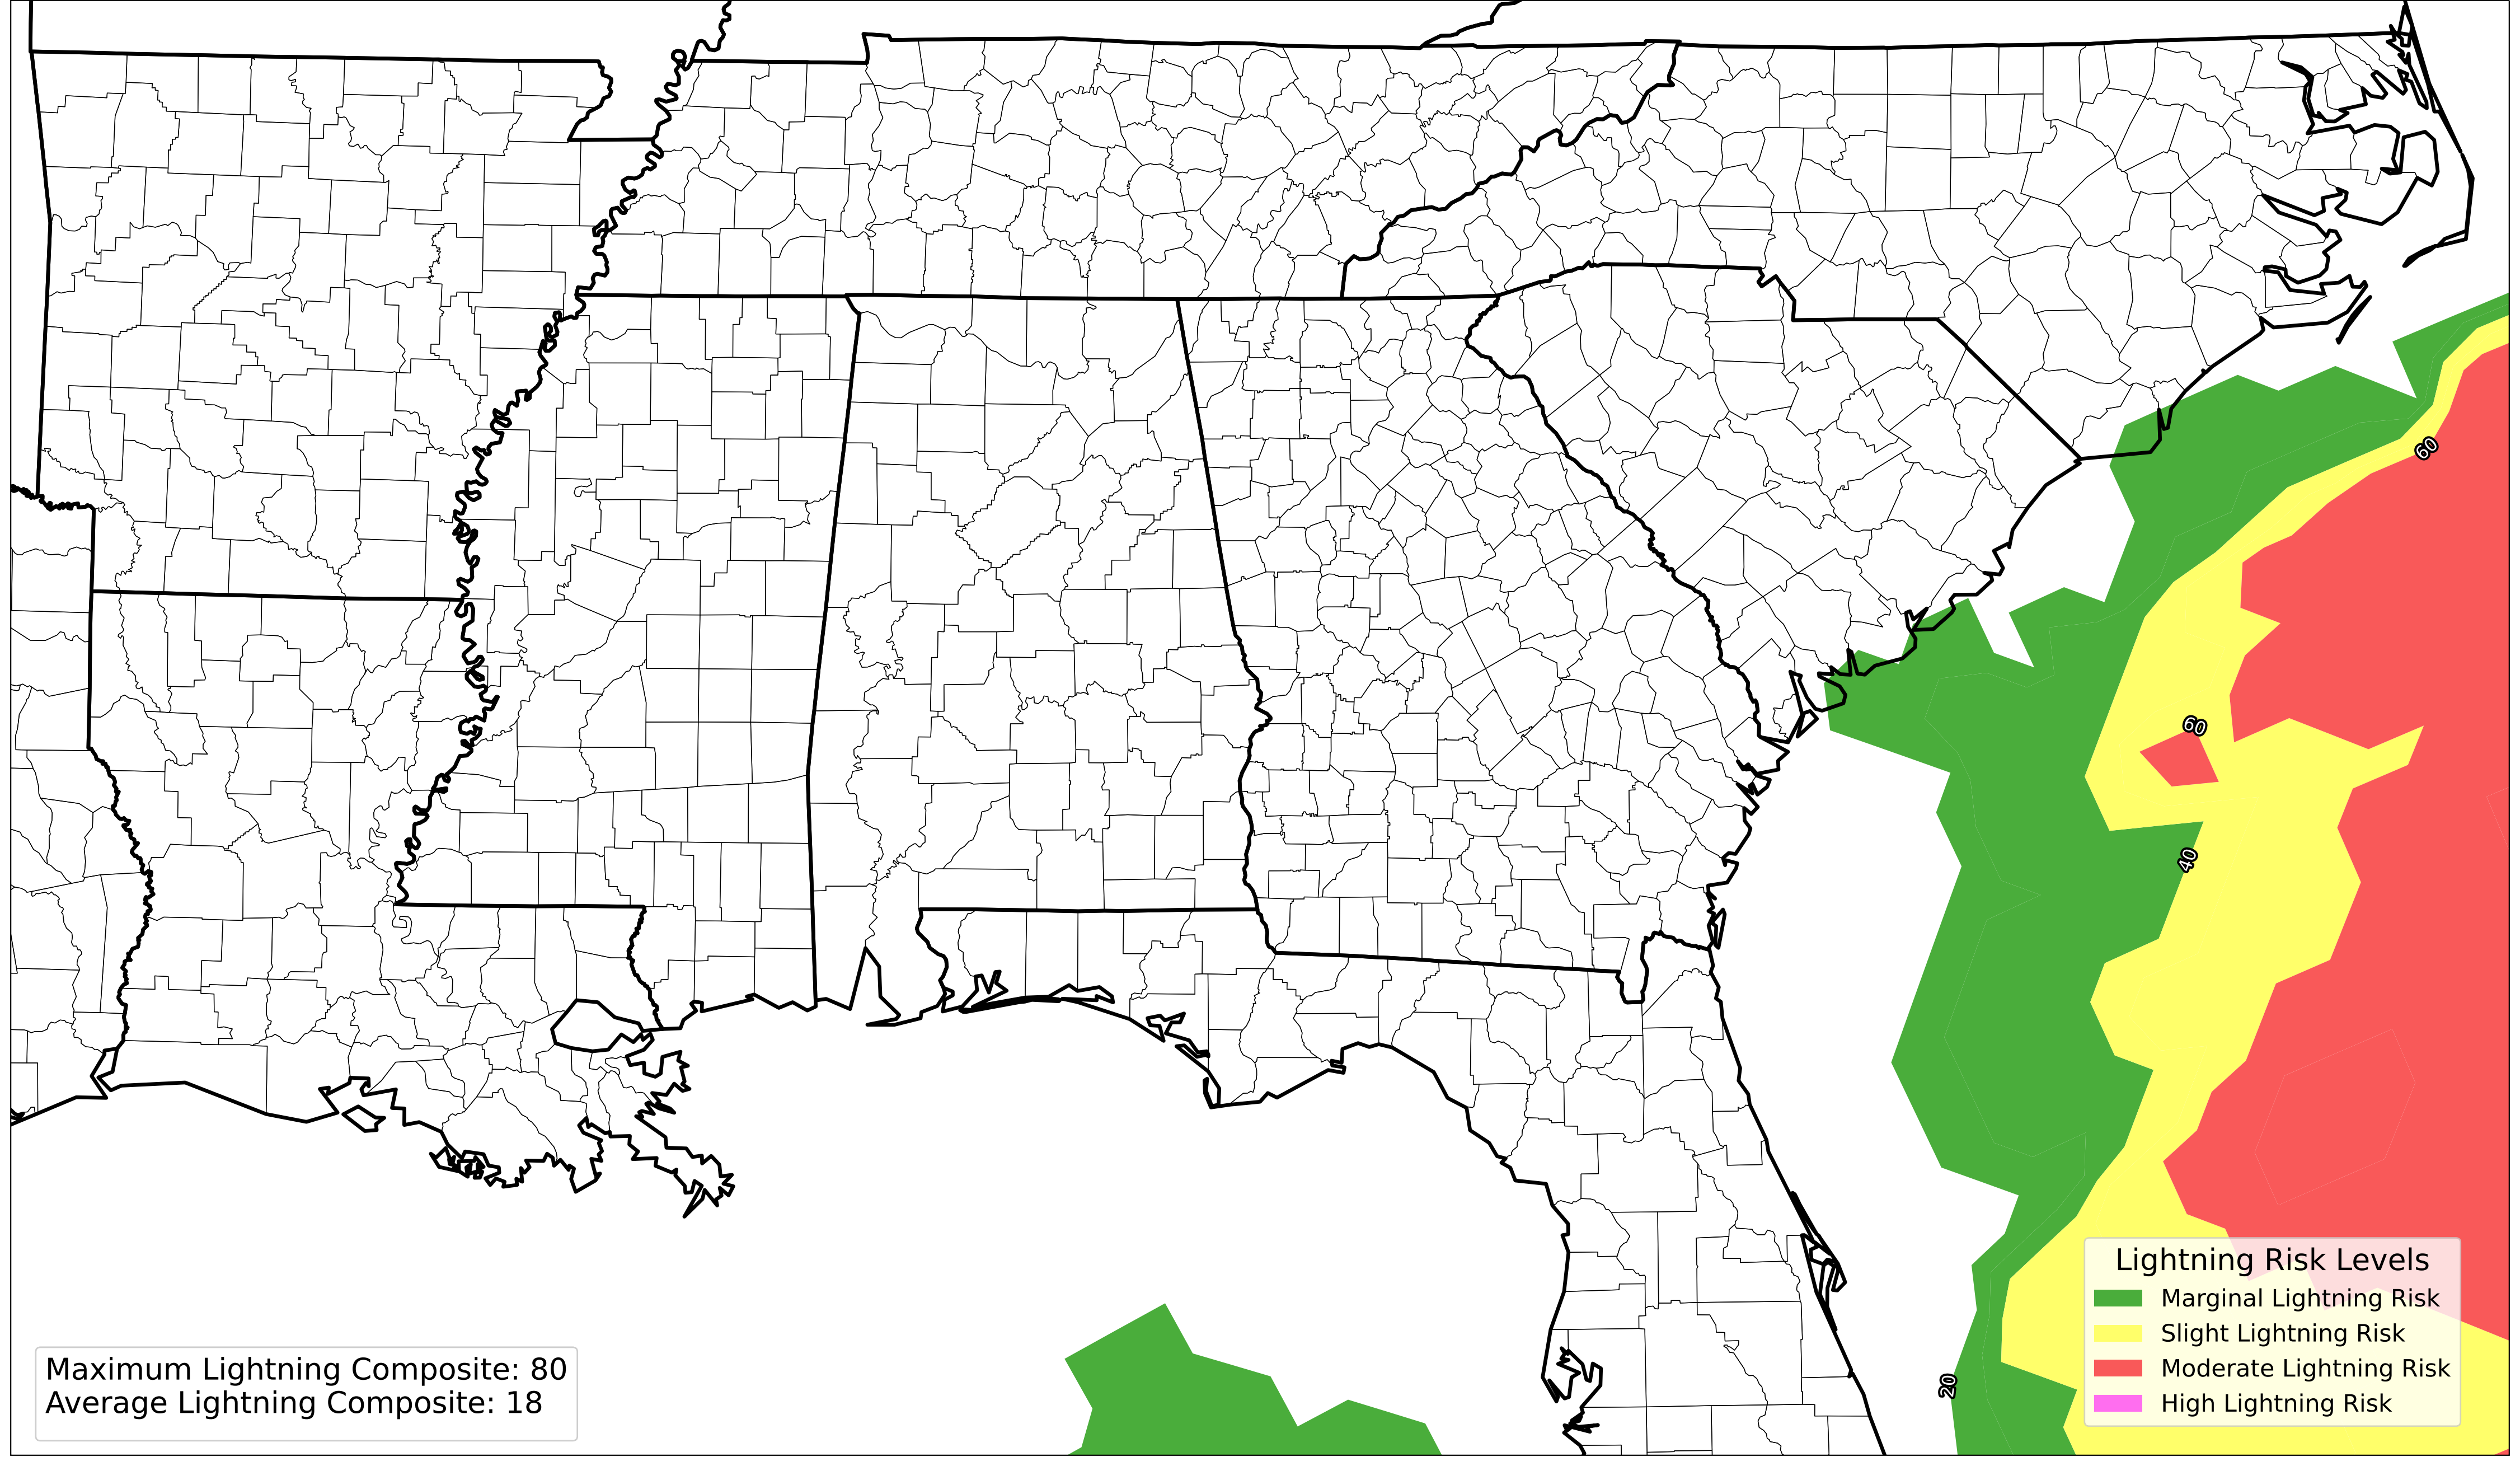 60
60
40
20
Lightning Risk Levels
Marginal Lightning Risk
Slight Lightning Risk
Moderate Lightning Risk
High Lightning Risk
Maximum Lightning Composite: 80
Average Lightning Composite: 18